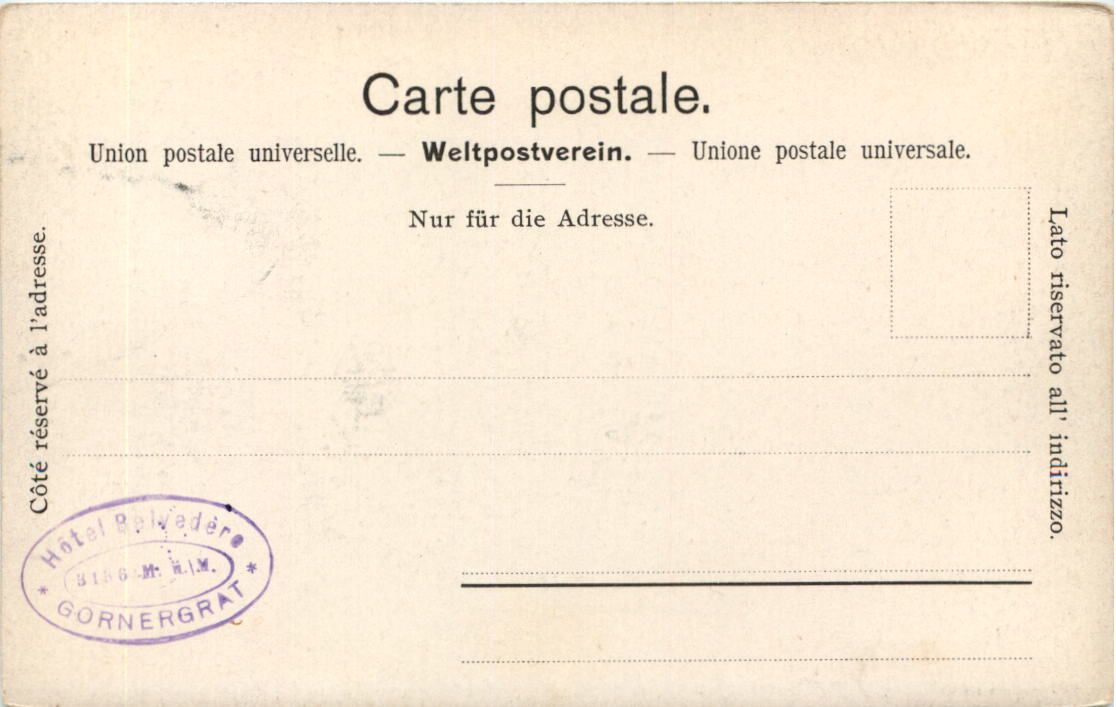 Carte postale.
Union postale universelle. — Weltpostverein. — Unione postale universale.
Nur für die Adresse.
Côté réservé à l'adresse.
Lato riservato all' indirizzo.
Hôtel Belvedère
M. ü. M.
* GORNERGRAT *